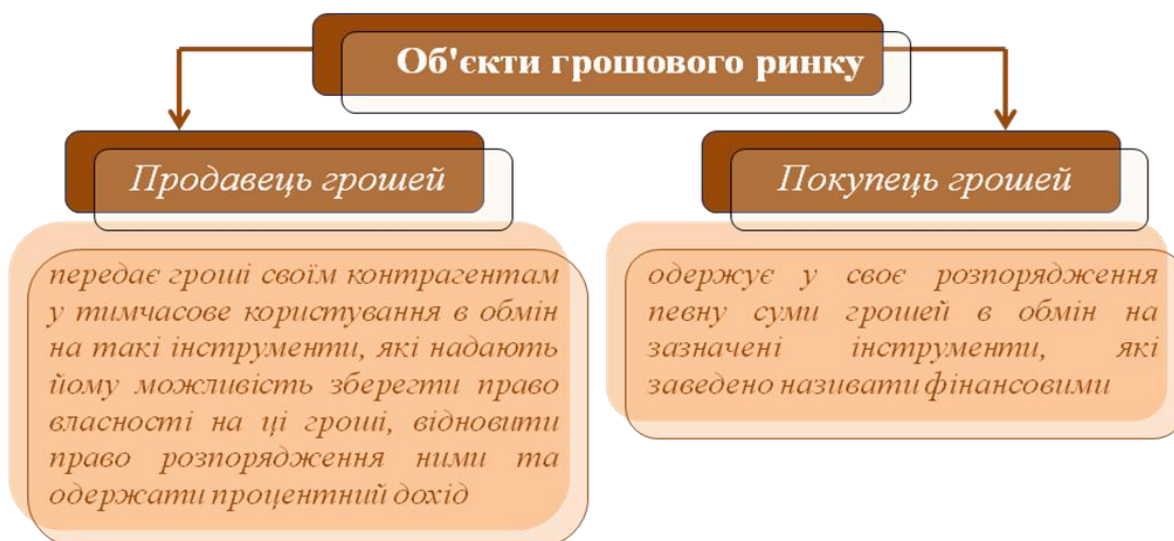 Об'єкти грошового ринку
Продавець грошей
передає гроші своїм контрагентам
у тимчасове користування в обмін
на такі інструменти, які надають
йому можливість зберегти право
власності на ці гроші, відновити
право розпорядження ними та
одержати процентний дохід
Покупець грошей
одержує у своє розпорядження
певну суми грошей в обмін на
зазначені інструменти, які
заведено називати фінансовими